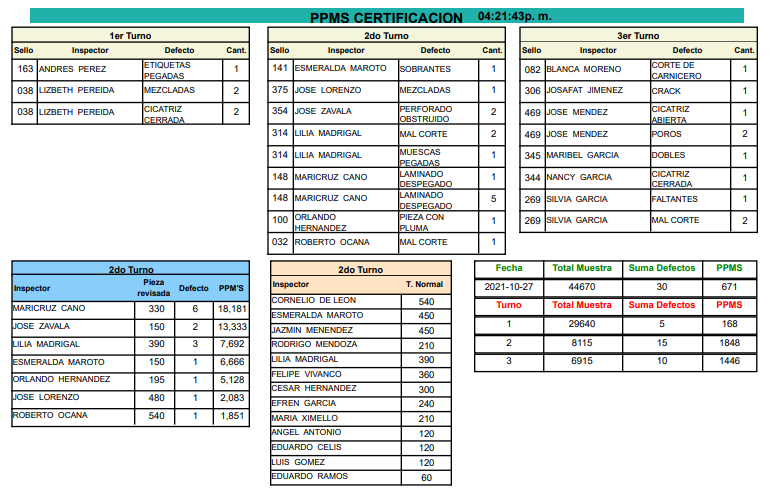 PPMS CERTIFICACION 04:21:43p. m.
1er Turno
Sello Inspector Defecto Cant.
163 ANDRES PEREZ ETIQUETAS PEGADAS 1
038 LIZBETH PEREIDA MEZCLADAS 2
038 LIZBETH PEREIDA CICATRIZ CERRADA 2
2do Turno
Sello Inspector Defecto Cant.
141 ESMERALDA MAROTO SOBRANTES 1
375 JOSE LORENZO MEZCLADAS 1
354 JOSE ZAVALA PERFORADO OBSTRUIDO 2
314 LILIA MADRIGAL MAL CORTE 2
314 LILIA MADRIGAL MUESCAS PEGADAS 1
148 MARICRUZ CANO LAMINADO DESPEGADO 1
148 MARICRUZ CANO LAMINADO DESPEGADO 5
100 ORLANDO HERNANDEZ PIEZA CON PLUMA 1
032 ROBERTO OCANA MAL CORTE 1
3er Turno
Sello Inspector Defecto Cant.
082 BLANCA MORENO CORTE DE CARNICERO 1
306 JOSAFAT JIMENEZ CRACK 1
469 JOSE MENDEZ CICATRIZ ABIERTA 1
469 JOSE MENDEZ POROS 2
345 MARIBEL GARCIA DOBLES 1
344 NANCY GARCIA CICATRIZ CERRADA 1
269 SILVIA GARCIA FALTANTES 1
269 SILVIA GARCIA MAL CORTE 2
2do Turno
Inspector Pieza revisada Defecto PPM'S
MARICRUZ CANO 330 6 18,181
JOSE ZAVALA 150 2 13,333
LILIA MADRIGAL 390 3 7,692
ESMERALDA MAROTO 150 1 6,666
ORLANDO HERNANDEZ 195 1 5,128
JOSE LORENZO 480 1 2,083
ROBERTO OCANA 540 1 1,851
2do Turno
Inspector T. Normal
CORNELIO DE LEON 540
ESMERALDA MAROTO 450
JAZMIN MENENDEZ 450
RODRIGO MENDOZA 210
LILIA MADRIGAL 390
FELIPE VIVANCO 360
CESAR HERNANDEZ 300
EFREN GARCIA 240
MARIA XIMELLO 210
ANGEL ANTONIO 120
EDUARDO CELIS 120
LUIS GOMEZ 120
EDUARDO RAMOS 60
Fecha Total Muestra Suma Defectos PPMS
2021-10-27 44670 30 671
Turno Total Muestra Suma Defectos PPMS
1 29640 5 168
2 8115 15 1848
3 6915 10 1446